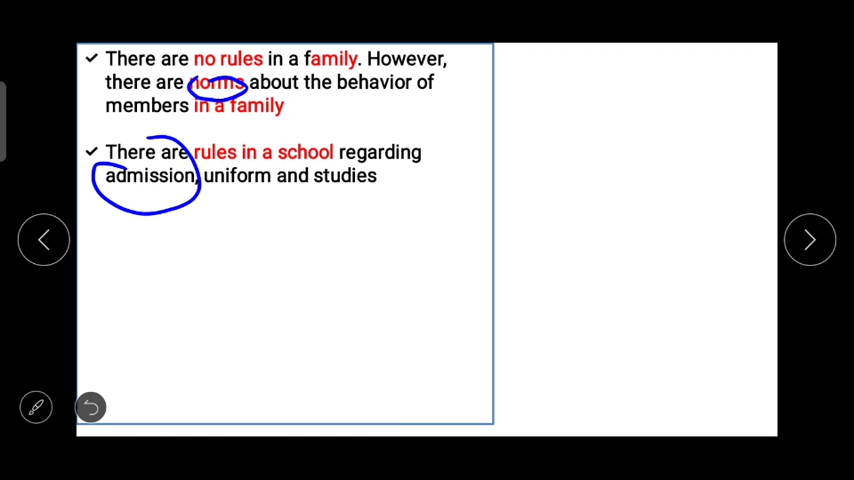 There are no rules in a family. However,
there are norms about the behavior of
members in a family
There are rules in a school regarding
admission, uniform and studies